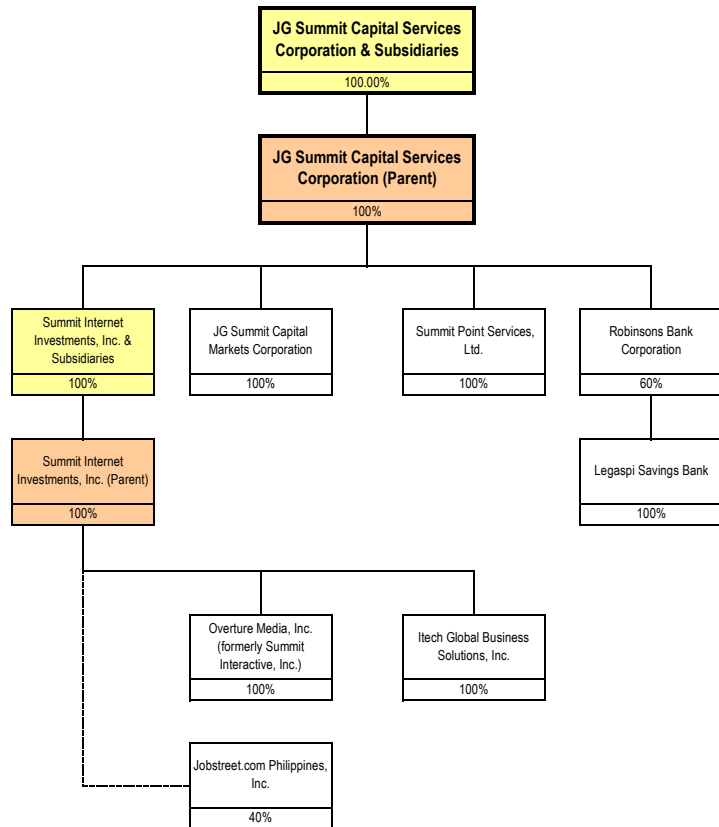 JG Summit Capital Services
Corporation & Subsidiaries
100.00%
JG Summit Capital Services
Corporation (Parent)
100%
Summit Internet
Investments, Inc. &
Subsidiaries
100%
JG Summit Capital
Markets Corporation
100%
Summit Point Services,
Ltd.
100%
Robinsons Bank
Corporation
60%
Summit Internet
Investments, Inc. (Parent)
100%
Legaspi Savings Bank
100%
Overture Media, Inc.
(formerly Summit
Interactive, Inc.)
100%
Itech Global Business
Solutions, Inc.
100%
Jobstreet.com Philippines,
Inc.
40%